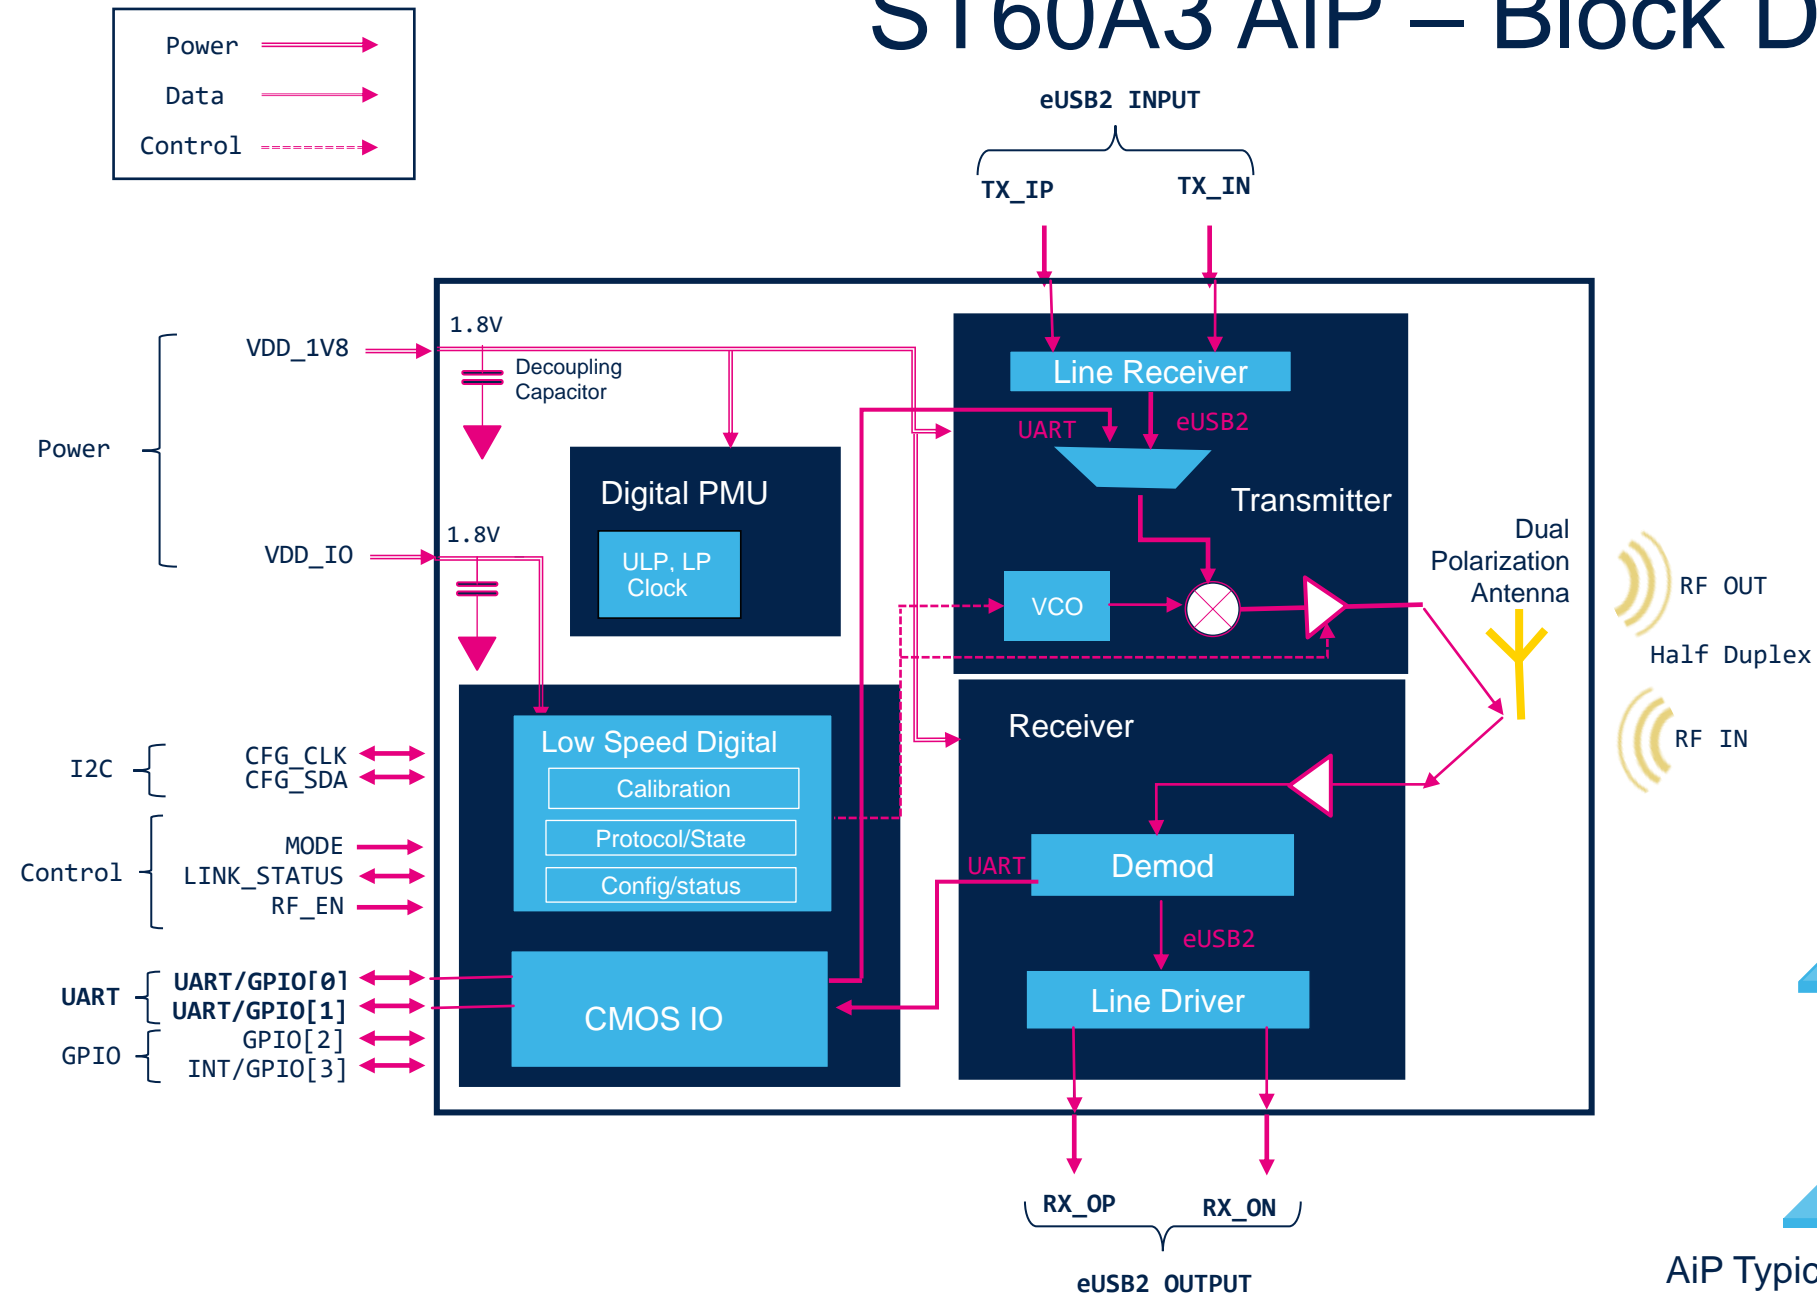 ST60A3 AiP – Block D
Power
Data
Control
eUSB2 INPUT
TX_IP
TX_IN
1.8V
VDD_1V8
Decoupling
Capacitor
Line Receiver
UART
eUSB2
Power
Digital PMU
Transmitter
1.8V
VDD_IO
ULP, LP
Clock
VCO
Dual
Polarization
Antenna
RF OUT
Half Duplex
RF IN
Receiver
Low Speed Digital
Calibration
Protocol/State
Config/status
I2C
CFG_CLK
CFG_SDA
Control
MODE
LINK_STATUS
RF_EN
UART
Demod
eUSB2
UART
UART/GPIO[0]
UART/GPIO[1]
GPIO
GPIO[2]
INT/GPIO[3]
CMOS IO
Line Driver
RX_OP
RX_ON
eUSB2 OUTPUT
AiP Typic